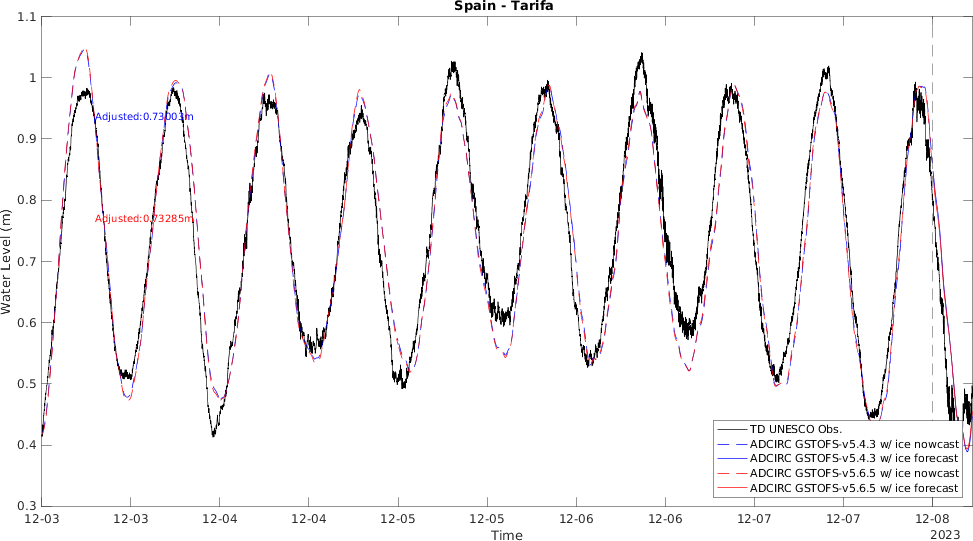 Spain - Tarifa
1.1
1
0.9
0.8
0.7
0.6
0.5
0.4
0.3
Water Level (m)
Adjusted:0.73003m
Adjusted:0.73285m
TD UNESCO Obs.
ADCIRC GSTOFS-v5.4.3 w/ ice nowcast
ADCIRC GSTOFS-v5.4.3 w/ ice forecast
ADCIRC GSTOFS-v5.6.5 w/ ice nowcast
ADCIRC GSTOFS-v5.6.5 w/ ice forecast
12-03 12-03 12-04 12-04 12-05 12-05 12-06 12-06 12-07 12-07 12-08
2023
Time